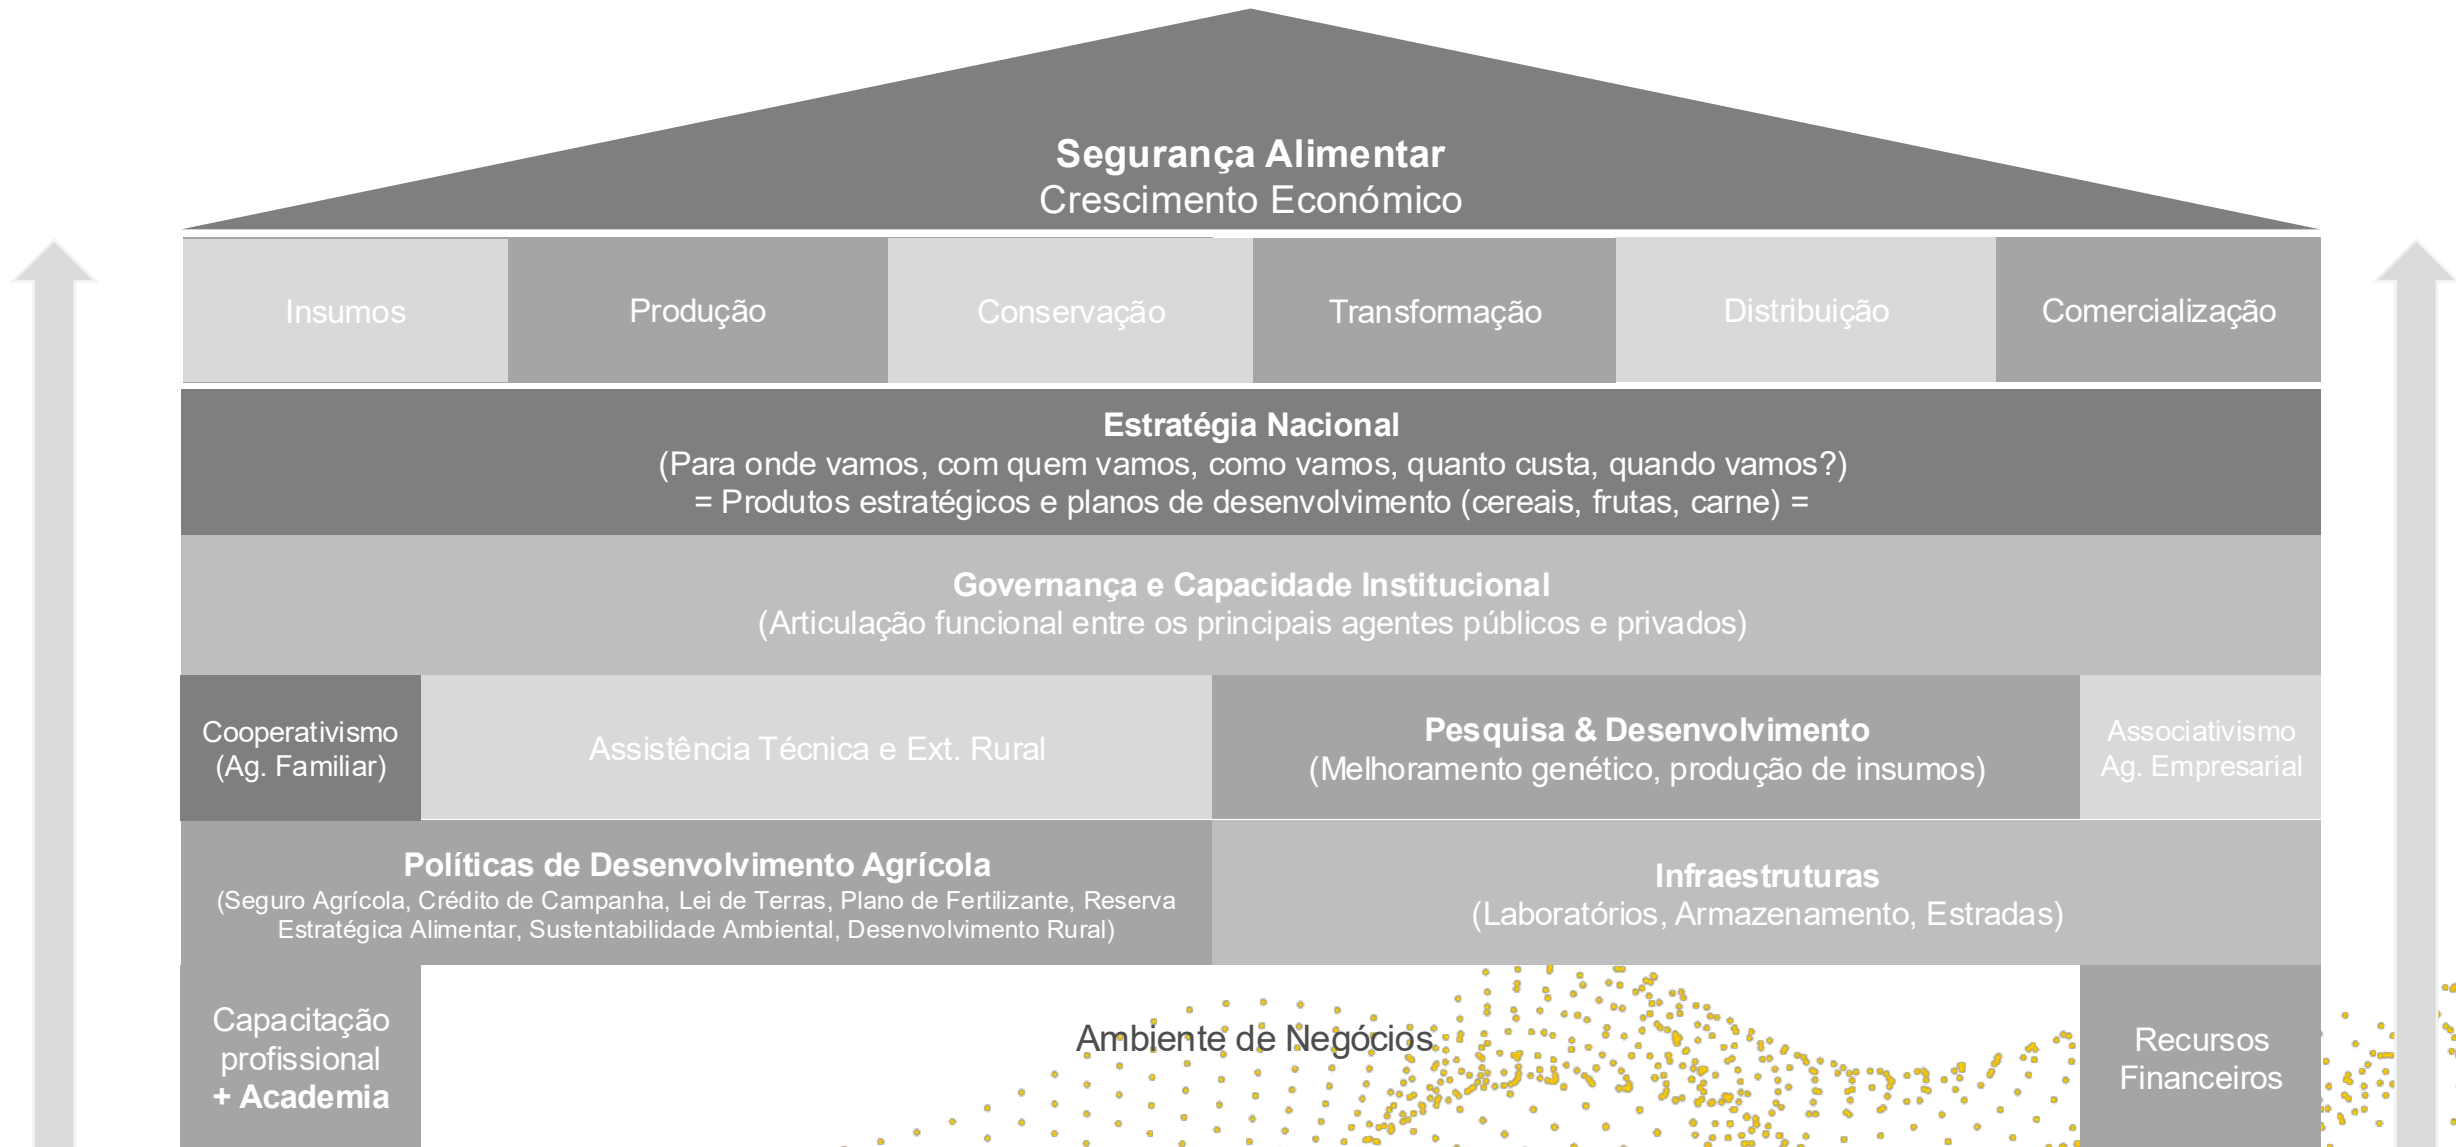 Segurança Alimentar
Crescimento Económico
Insumos
Produção
Conservação
Transformação
Distribuição
Comercialização
Estratégia Nacional
(Para onde vamos, com quem vamos, como vamos, quanto custa, quando vamos?)
= Produtos estratégicos e planos de desenvolvimento (cereais, frutas, carne) =
Governança e Capacidade Institucional
(Articulação funcional entre os principais agentes públicos e privados)
Cooperativismo
(Ag. Familiar)
Assistência Técnica e Ext. Rural
Pesquisa & Desenvolvimento
(Melhoramento genético, produção de insumos)
Associativismo
Ag. Empresarial
Políticas de Desenvolvimento Agrícola
(Seguro Agrícola, Crédito de Campanha, Lei de Terras, Plano de Fertilizante, Reserva
Estratégica Alimentar, Sustentabilidade Ambiental, Desenvolvimento Rural)
Infraestruturas
(Laboratórios, Armazenamento, Estradas)
Capacitação
profissional
+ Academia
Ambiente de Negócios
Recursos
Financeiros